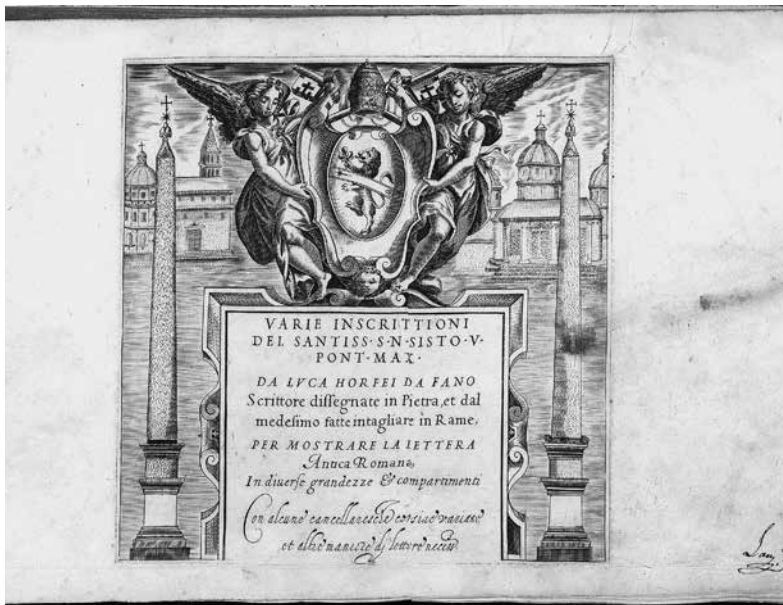 VARIE INSCRITTIONI
DEL SANTISS·S·N·SISTO·V·
PONT·MAX·
DA LVCA HORFEI DA FANO
Scrittore dissegnate in Pietra, et dal
medesimo fatte intagliare in Rame,
PER MOSTRARE LA LETTERA
Antica Romana,
In diuerse grandezze & compartimenti
Con alcune cancellaresche corsiue
et altre maniere di lettere